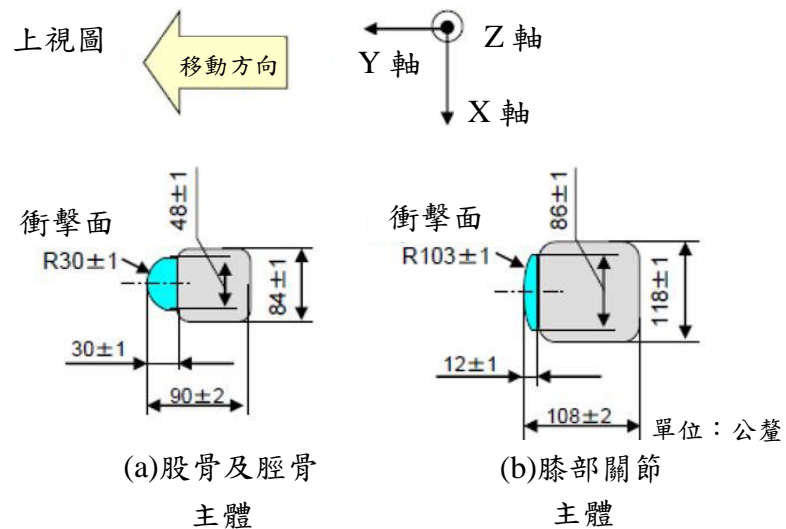 上視圖
移動方向
Z 軸
Y 軸
X 軸
衝擊面
R30±1
48±1
84±1
30±1
90±2
衝擊面
R103±1
86±1
118±1
12±1
108±2
單位：公釐
(a)股骨及脛骨
主體
(b)膝部關節
主體